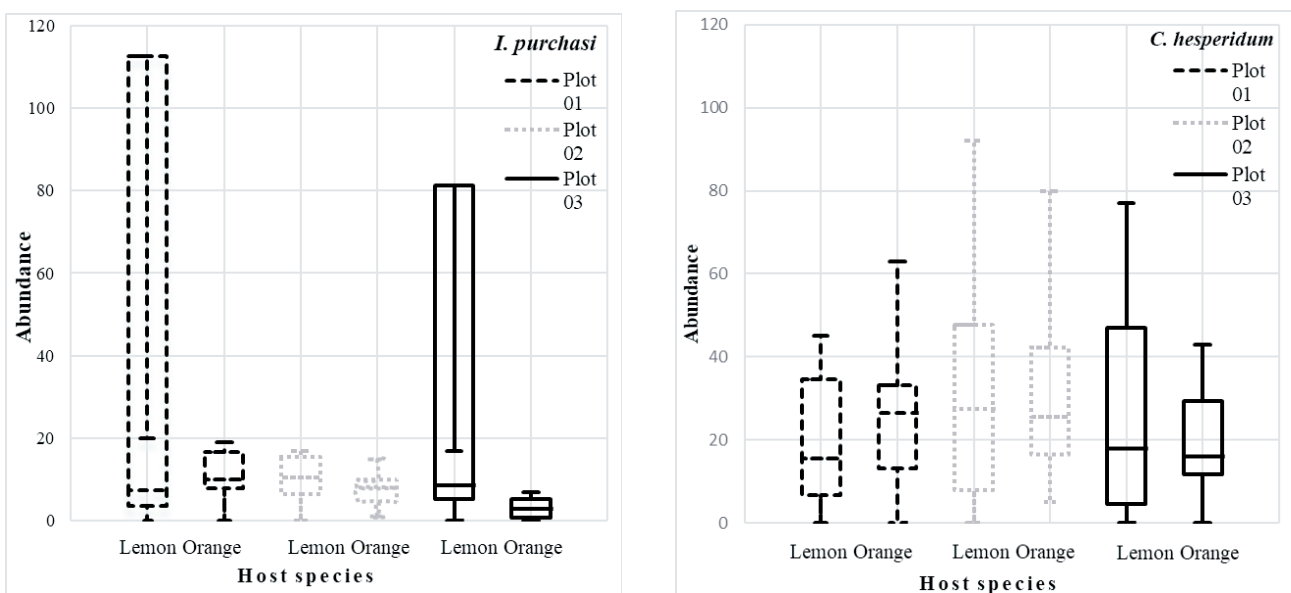 120
100
80
60
40
20
0
Abundance
I. purchasi
Plot
01
Plot
02
Plot
03
Lemon Orange
Lemon Orange
Lemon Orange
Host species
120
100
80
60
40
20
0
Abundance
C. hesperidum
Plot
01
Plot
02
Plot
03
Lemon Orange
Lemon Orange
Lemon Orange
Host species